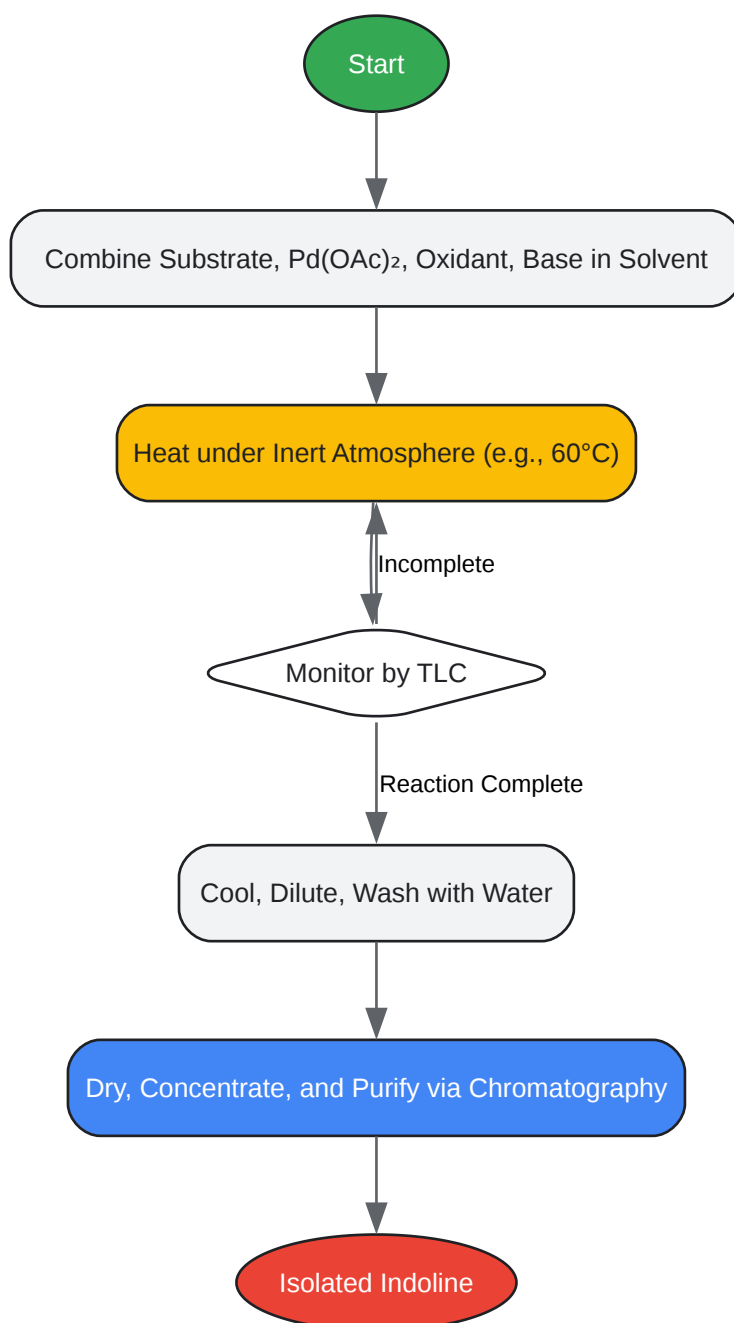 Start
Combine Substrate, Pd(OAc)₂, Oxidant, Base in Solvent
Heat under Inert Atmosphere (e.g., 60°C)
Incomplete
Monitor by TLC
Reaction Complete
Cool, Dilute, Wash with Water
Dry, Concentrate, and Purify via Chromatography
Isolated Indoline